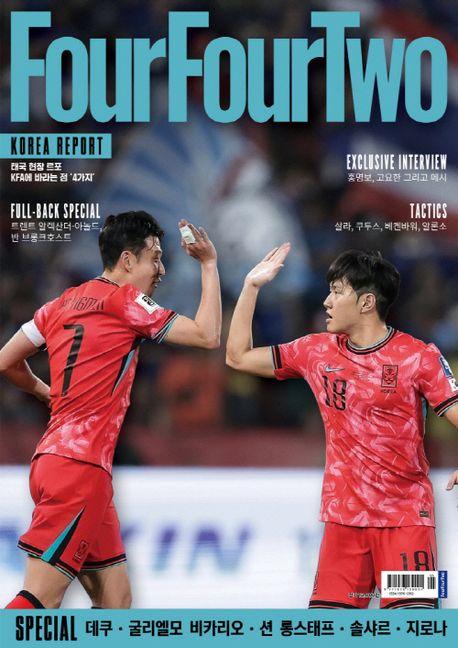 FourFourTwo
KOREA REPORT
태국 현장 르포
KFA에 바라는 점 '4가지'
EXCLUSIVE INTERVIEW
홍명보, 고요한 그리고 메시
FULL-BACK SPECIAL
트렌트 알렉산더-아놀드,
반 브롱크호스트
TACTICS
살라, 쿠두스, 베켄바워, 알론소
7
18
KOREA
18
FourFourTwo
SPECIAL 데쿠 · 굴리엘모 비카리오 · 션 롱스태프 · 솔샤르 · 지로나